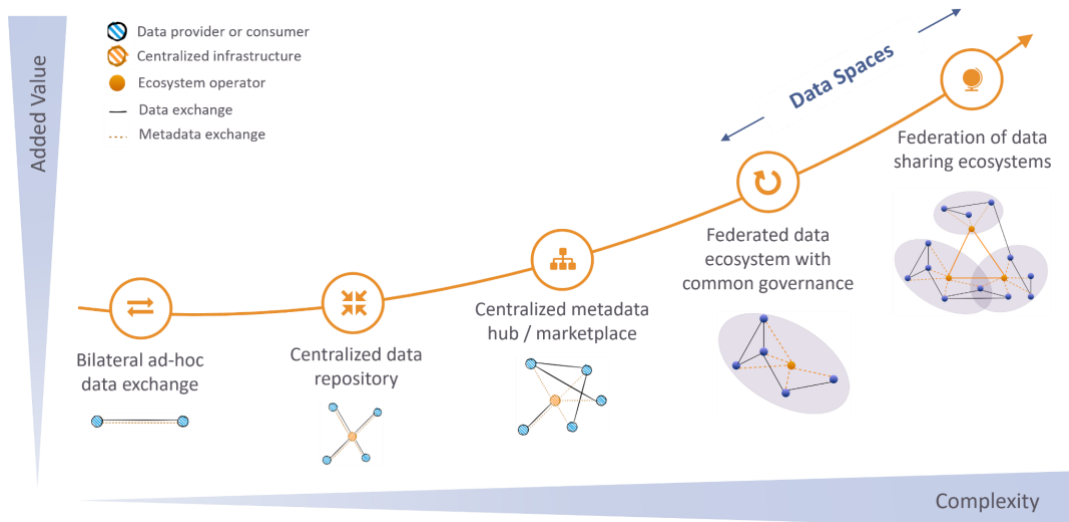 Added Value
Data provider or consumer
Centralized infrastructure
Ecosystem operator
Data exchange
Metadata exchange
Data Spaces
Federation of data
sharing ecosystems
Federated data
ecosystem with
common governance
Centralized metadata
hub / marketplace
Centralized data
repository
Bilateral ad-hoc
data exchange
Complexity